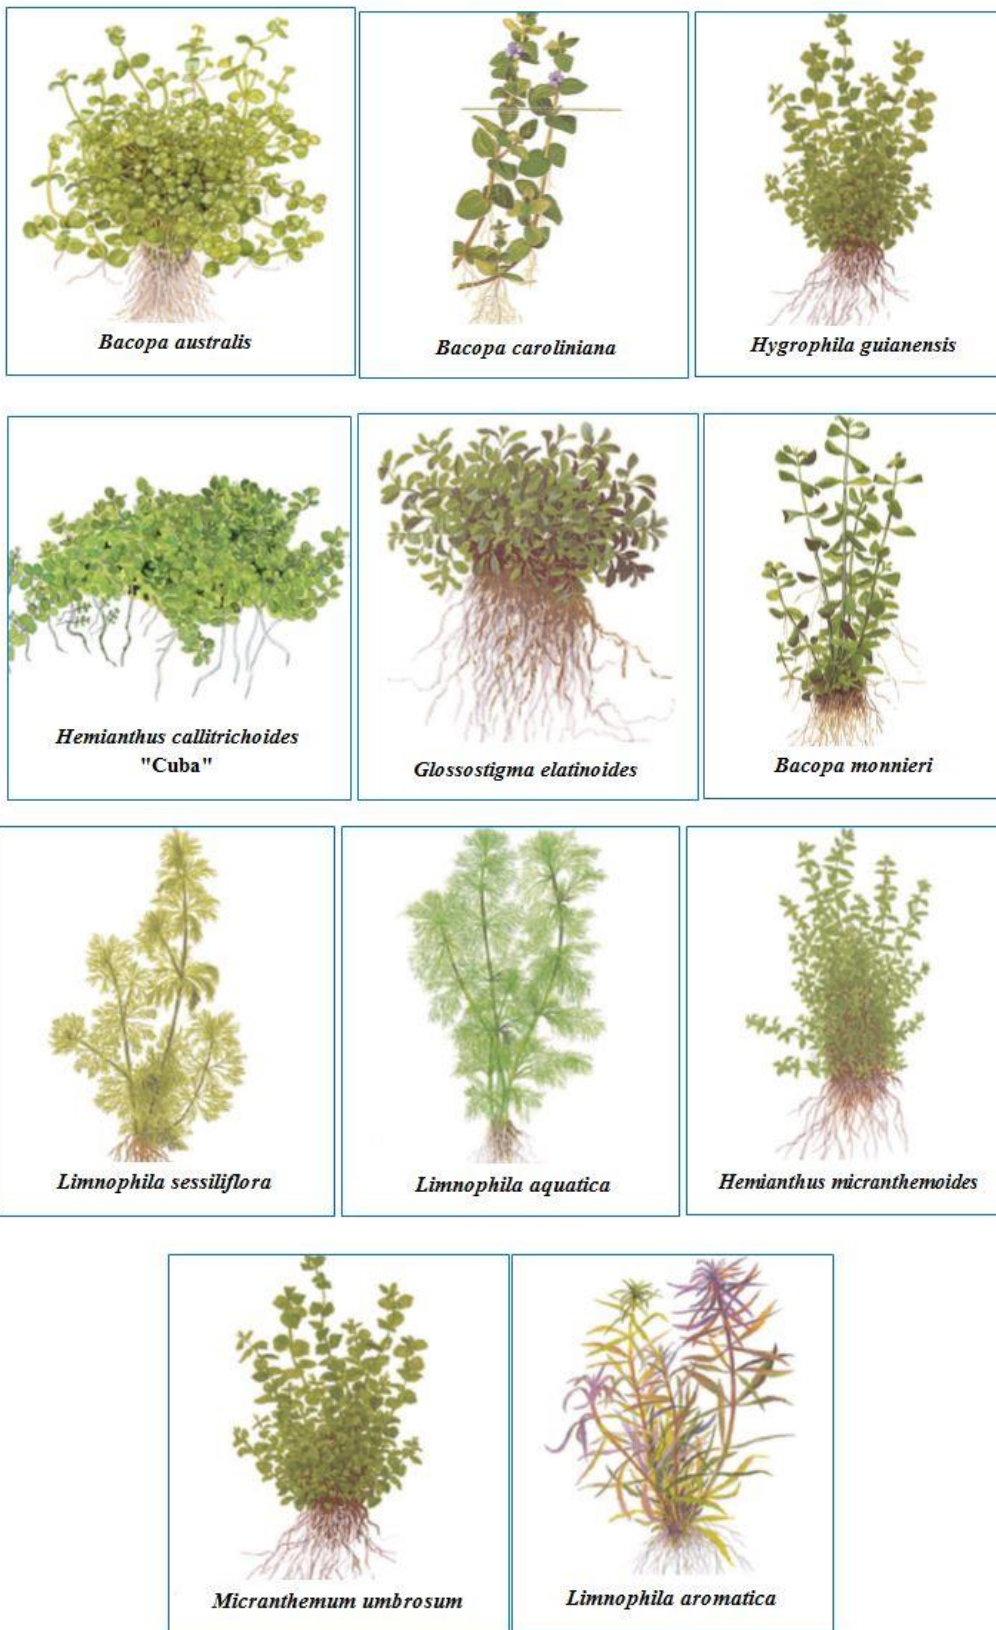 Bacopa australis
Bacopa caroliniana
Hygrophila guianensis
Hemianthus callitrichoides
"Cuba"
Glossostigma elatinoides
Bacopa monnieri
Limnophila sessiliflora
Limnophila aquatica
Hemianthus micranthemoides
Micranthemum umbrosum
Limnophila aromatica